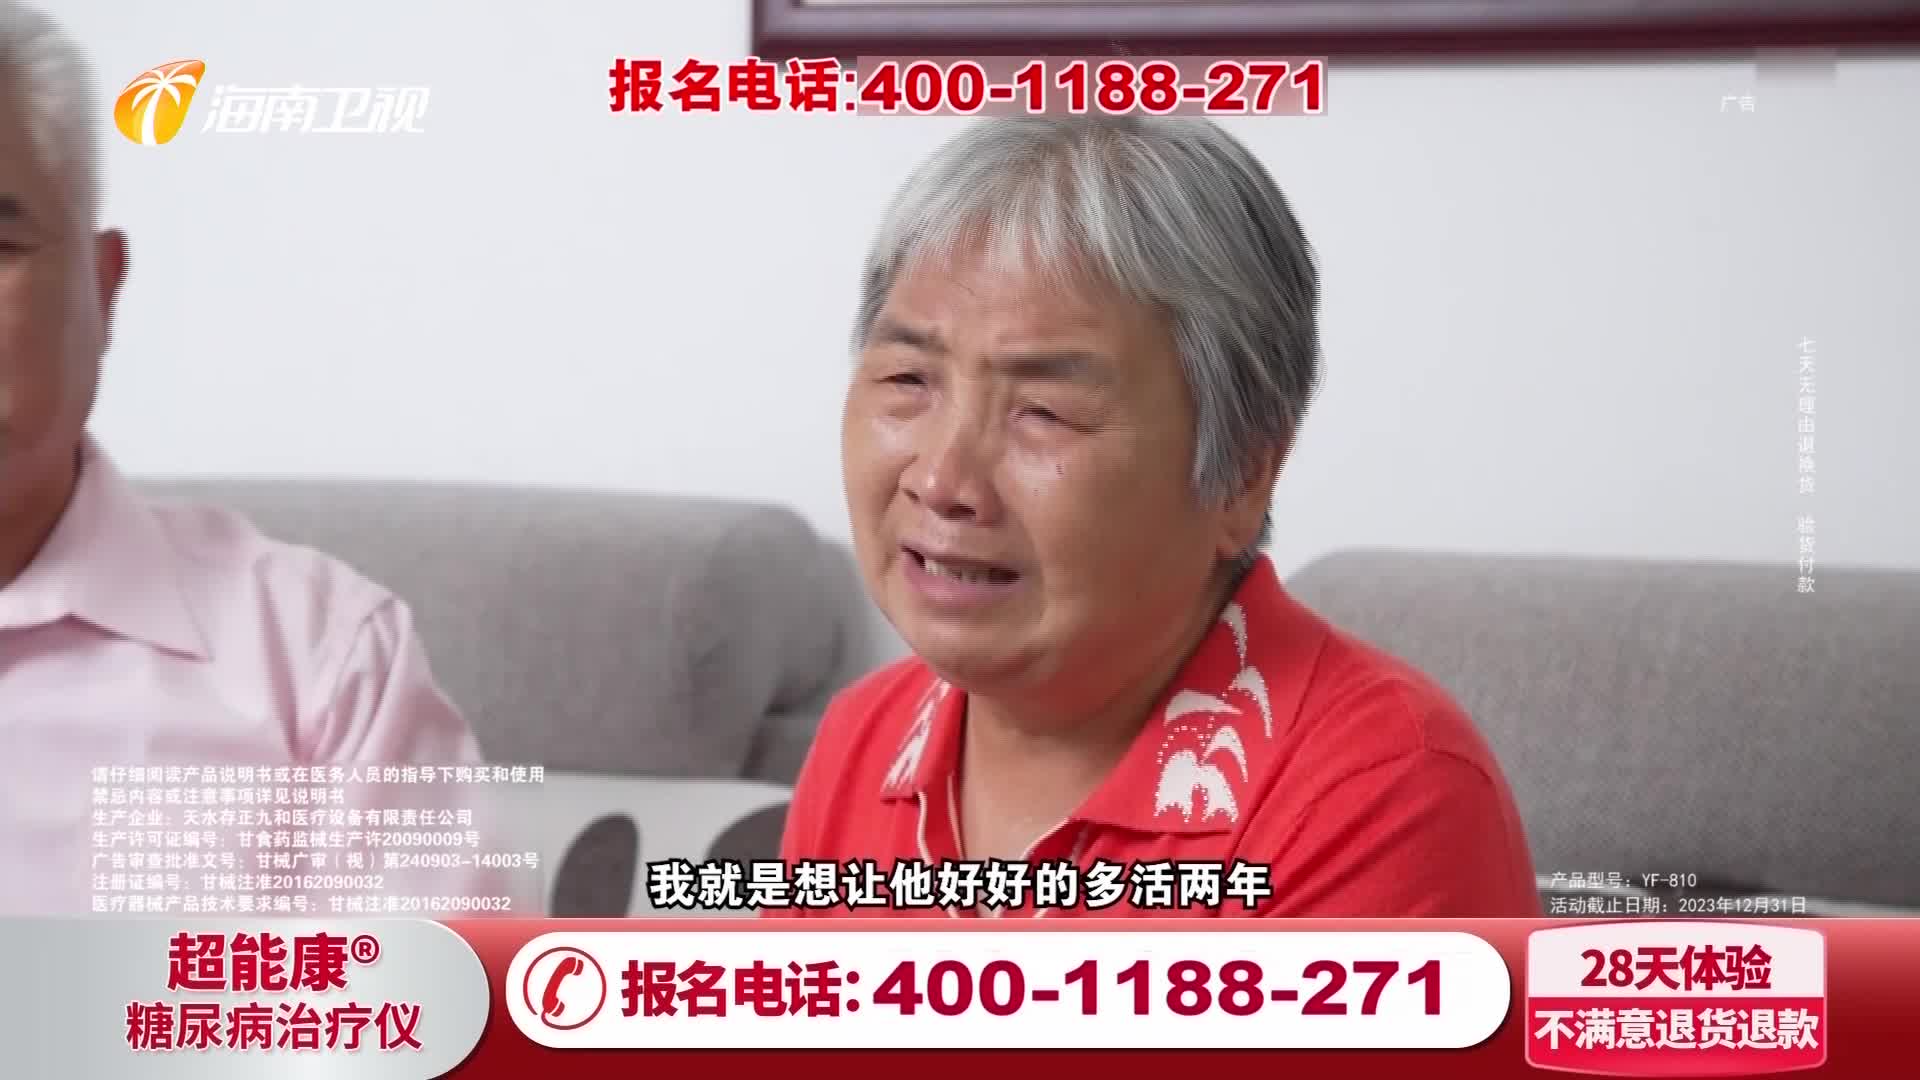 海南卫视
报名电话:400-1188-271
广告
七天无理由退换货 验货付款
请仔细阅读产品说明书或在医务人员的指导下购买和使用
禁忌内容或注意事项详见说明书
生产企业：天水存正九和医疗设备有限责任公司
生产许可证编号：甘食药监械生产许20090009号
广告审查批准文号：甘械广审（视）第240903-14003号
注册证编号：甘械注准20162090032
医疗器械产品技术要求编号：甘械注准20162090032
我就是想让他好好的多活两年
产品型号：YF-810
活动截止日期：2023年12月31日
超能康®
糖尿病治疗仪
报名电话:400-1188-271
28天体验
不满意退货退款